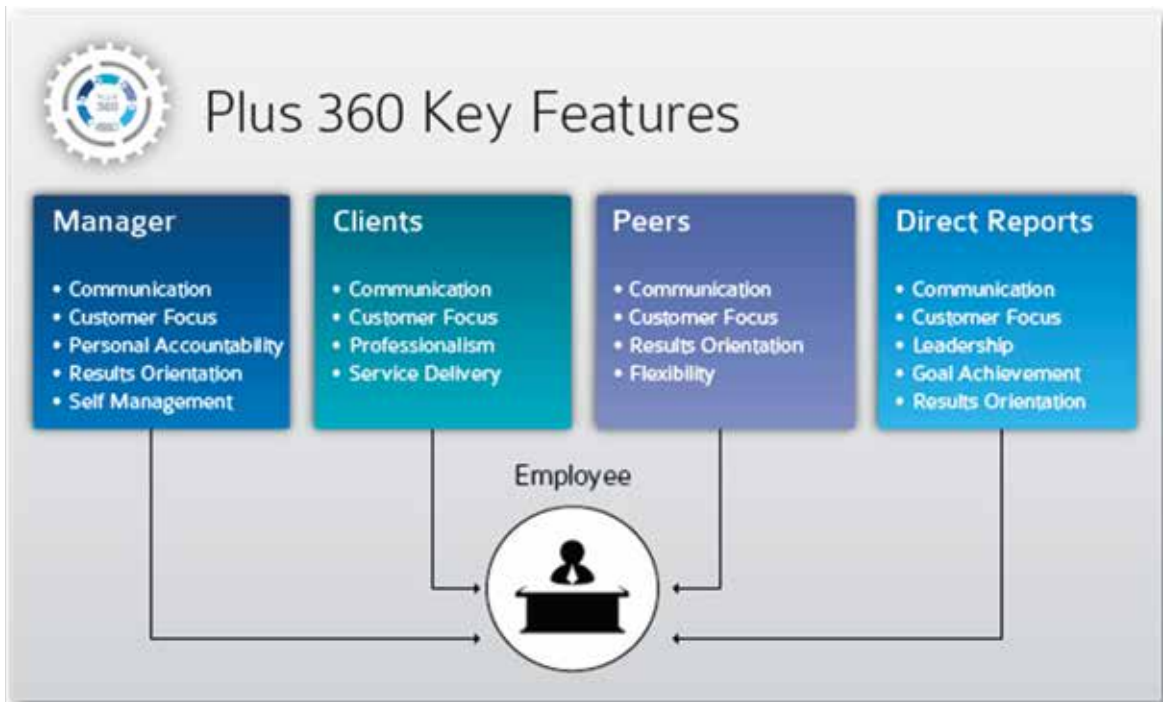 Plus 360 Key Features
Manager
• Communication
• Customer Focus
• Personal Accountability
• Results Orientation
• Self Management
Clients
• Communication
• Customer Focus
• Professionalism
• Service Delivery
Peers
• Communication
• Customer Focus
• Results Orientation
• Flexibility
Direct Reports
• Communication
• Customer Focus
• Leadership
• Goal Achievement
• Results Orientation
Employee